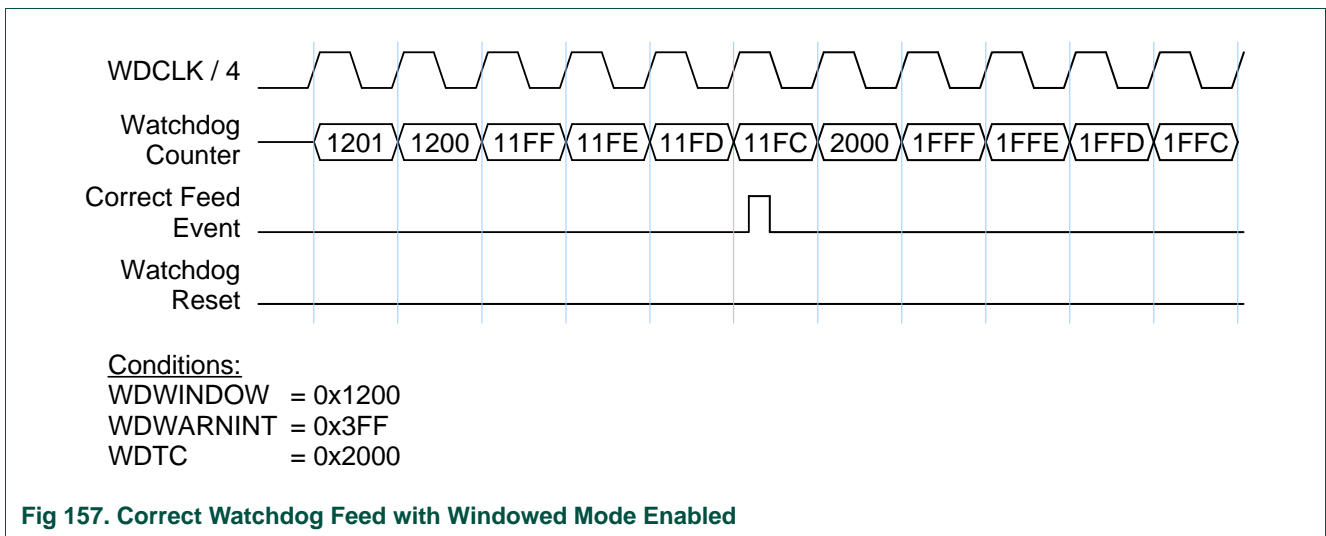 WDCLK / 4
Watchdog
Counter
1201 1200 11FF 11FE 11FD 11FC 2000 1FFF 1FFE 1FFD 1FFC
Correct Feed
Event
Watchdog
Reset
Conditions:
WDWINDOW = 0x1200
WDWARNINT = 0x3FF
WDTC = 0x2000
Fig 157. Correct Watchdog Feed with Windowed Mode Enabled